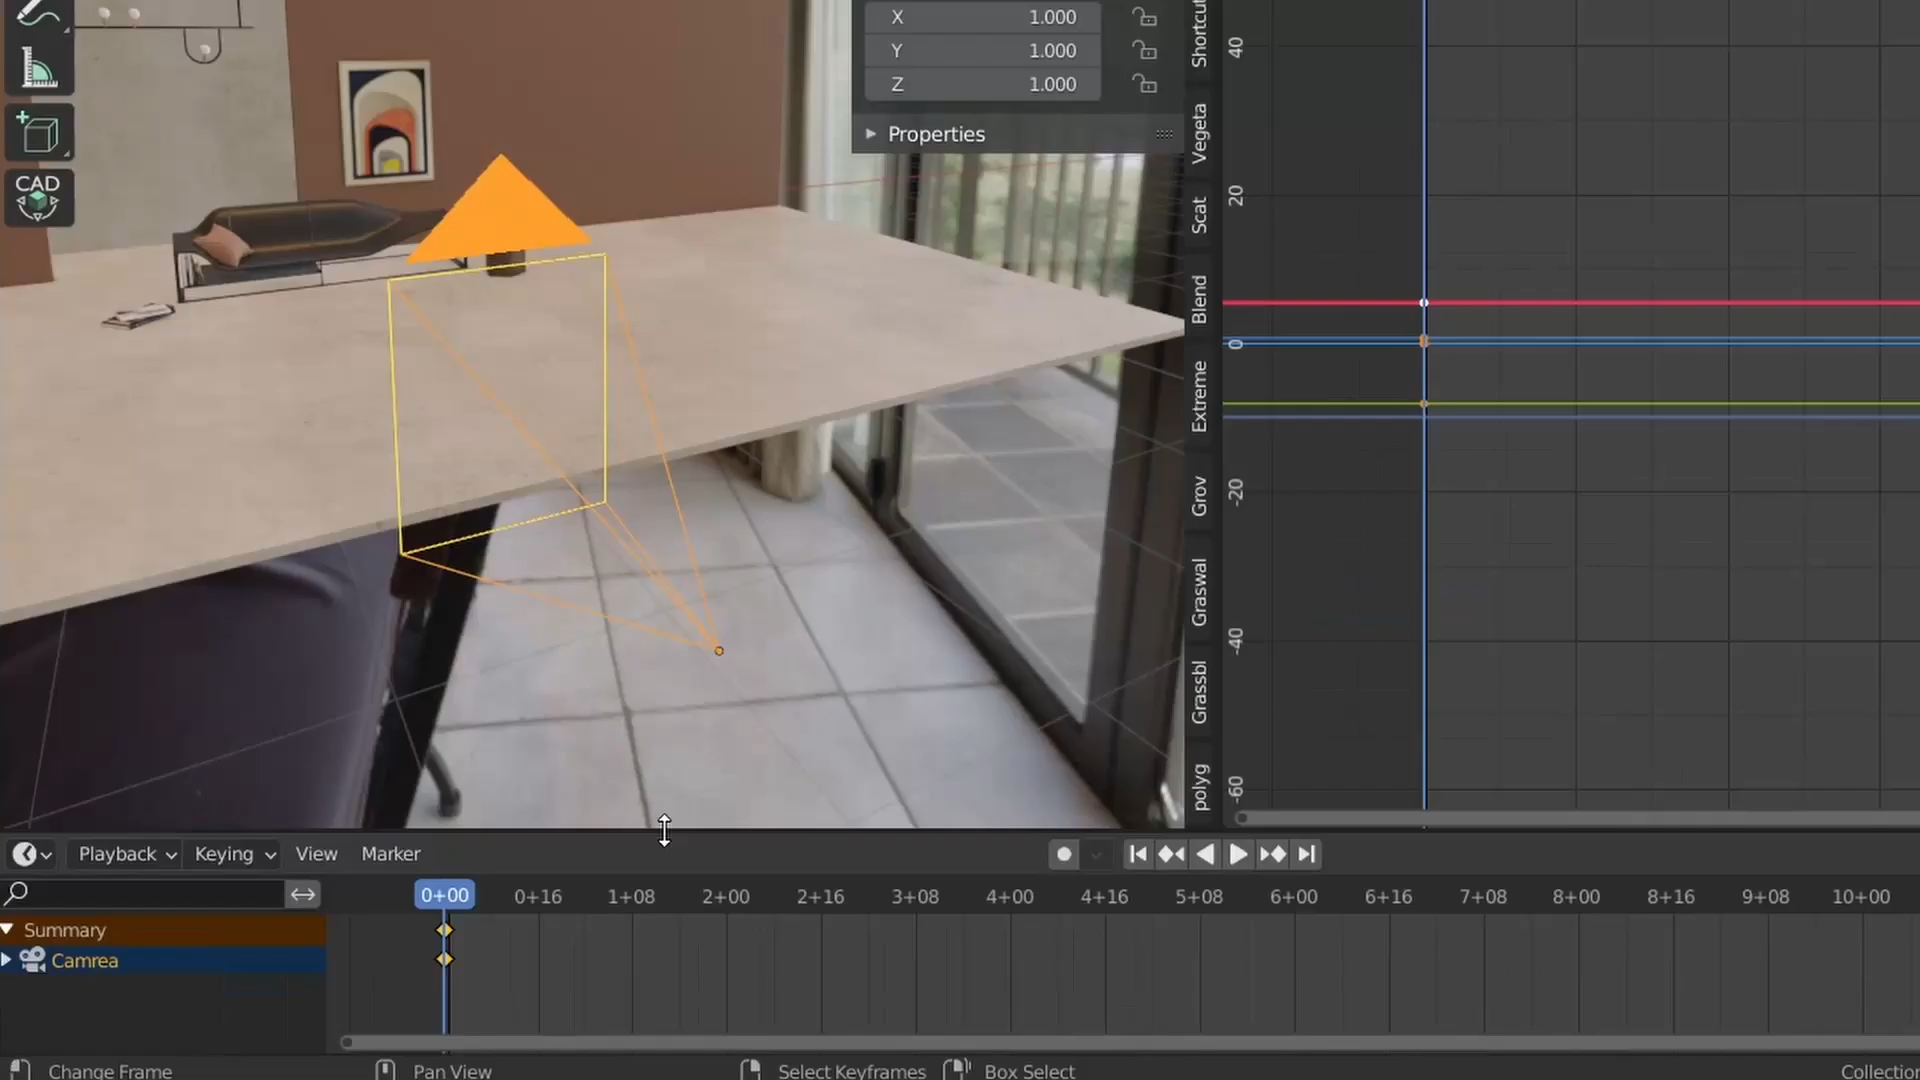 X 1.000
Y 1.000
Z 1.000
Properties
CAD
Shortcut
Vegeta
Scat
Blend
Extreme
Grov
Graswal
Grassbl
polyg
40
20
0
-20
-40
-60
Playback Keying View Marker
0+00 0+16 1+08 2+00 2+16 3+08 4+00 4+16 5+08 6+00 6+16 7+08 8+00 8+16 9+08 10+00
Summary
Camrea
Change Frame Pan View Select Keyframes Box Select Collection